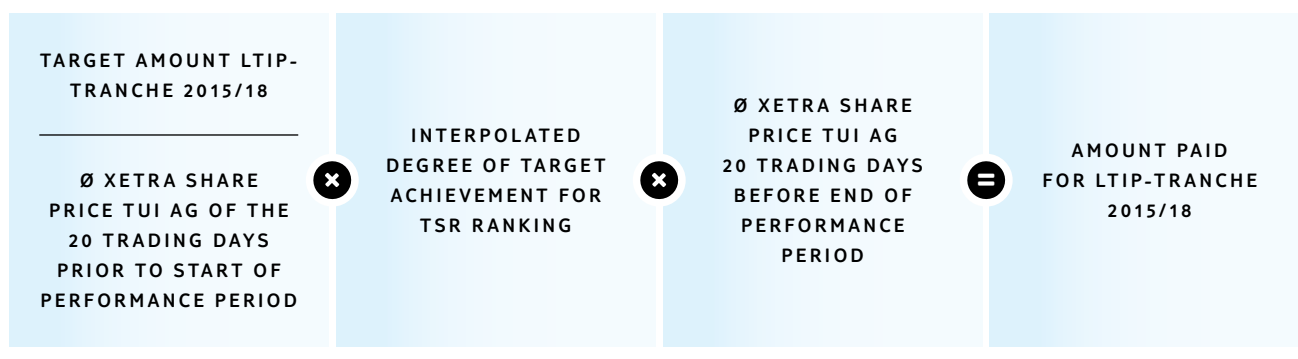 TARGET AMOUNT LTIP-
TRANCHE 2015/18
Ø XETRA SHARE
PRICE TUI AG OF THE
20 TRADING DAYS
PRIOR TO START OF
PERFORMANCE PERIOD
×
INTERPOLATED
DEGREE OF TARGET
ACHIEVEMENT FOR
TSR RANKING
×
Ø XETRA SHARE
PRICE TUI AG
20 TRADING DAYS
BEFORE END OF
PERFORMANCE
PERIOD
=
AMOUNT PAID
FOR LTIP-TRANCHE
2015/18